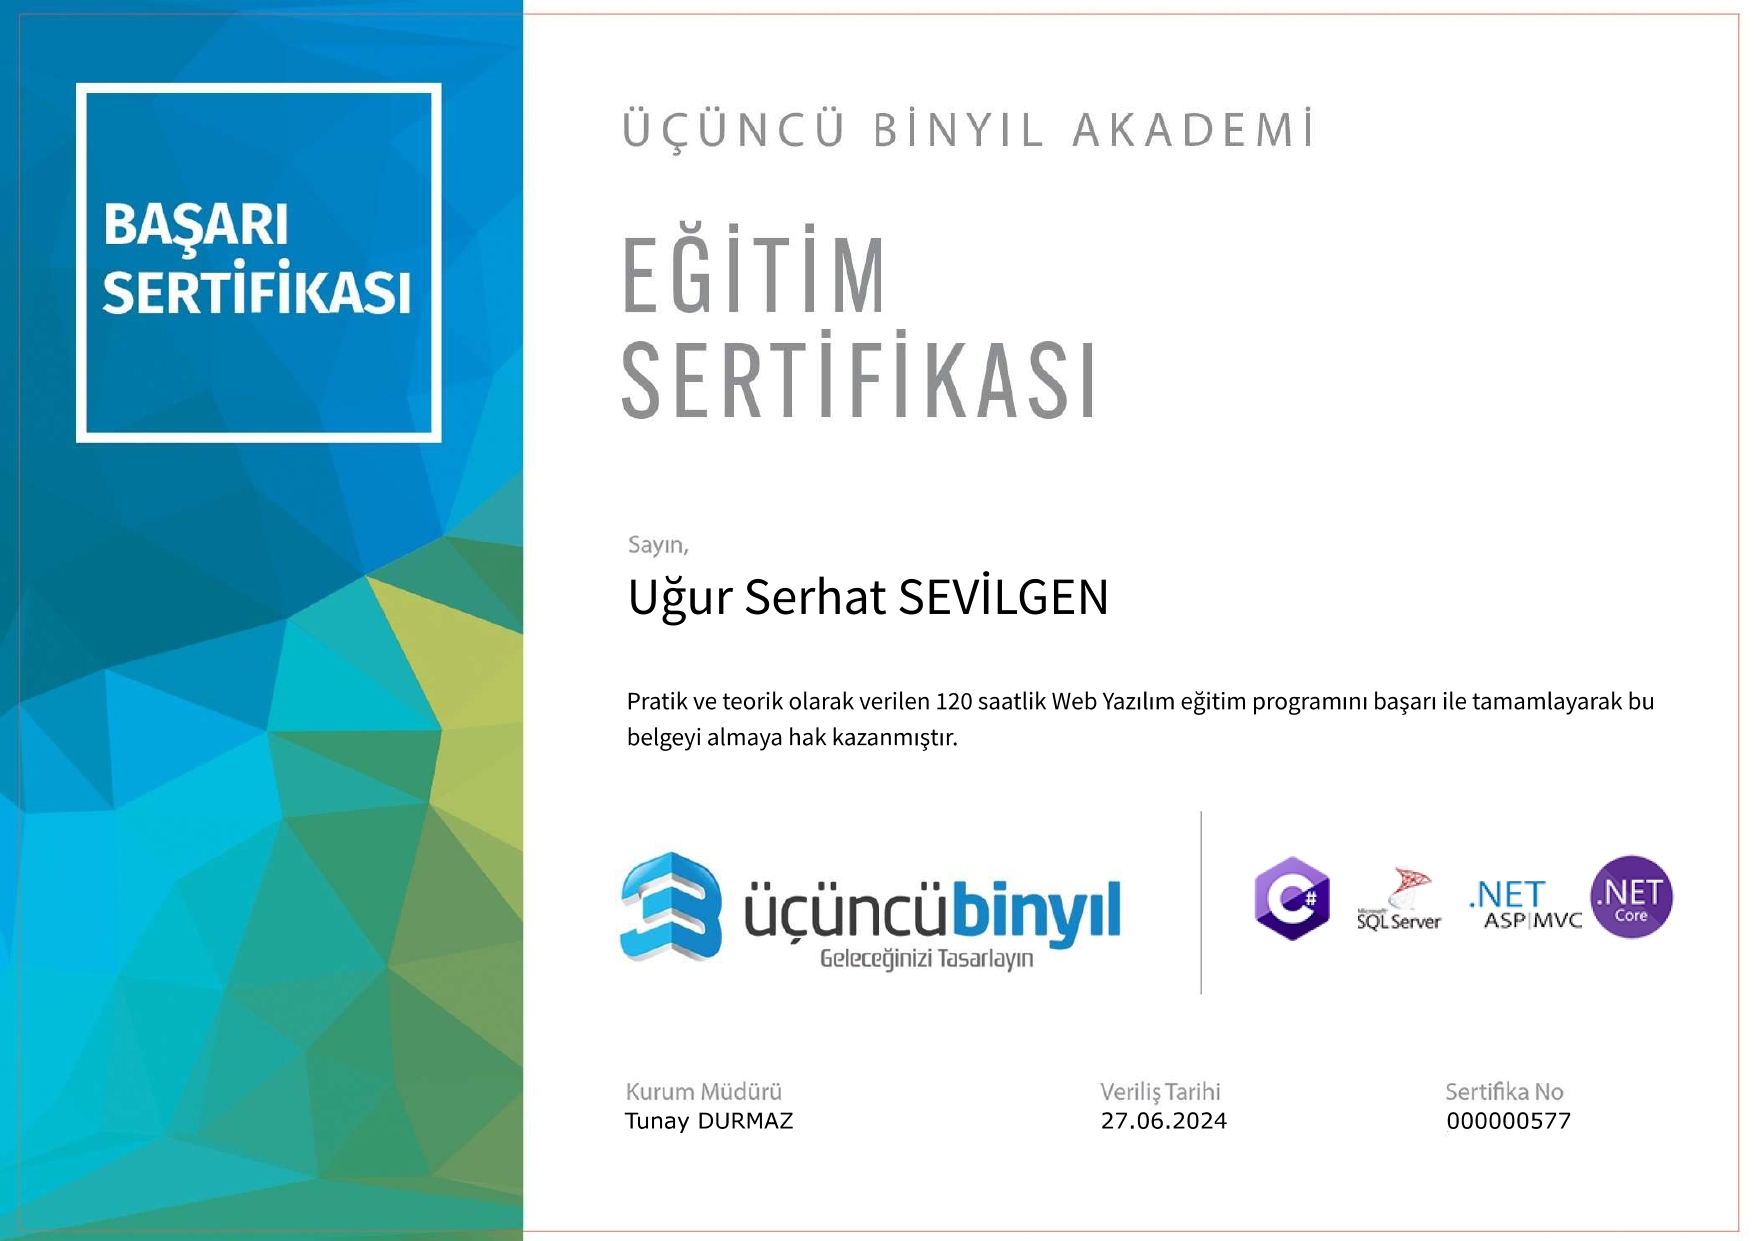 BAŞARI
SERTİFİKASI
ÜÇÜNCÜ BİNYIL AKADEMİ
EĞİTİM
SERTİFİKASI
Sayın,
Uğur Serhat SEVİLGEN
Pratik ve teorik olarak verilen 120 saatlik Web Yazılım eğitim programını başarı ile tamamlayarak bu
belgeyi almaya hak kazanmıştır.
üçüncübinyıl
Geleceğinizi Tasarlayın
C#
Microsoft
SQL Server
.NET
ASP|MVC
.NET
Core
Kurum Müdürü
Tunay DURMAZ
Veriliş Tarihi
27.06.2024
Sertifika No
000000577